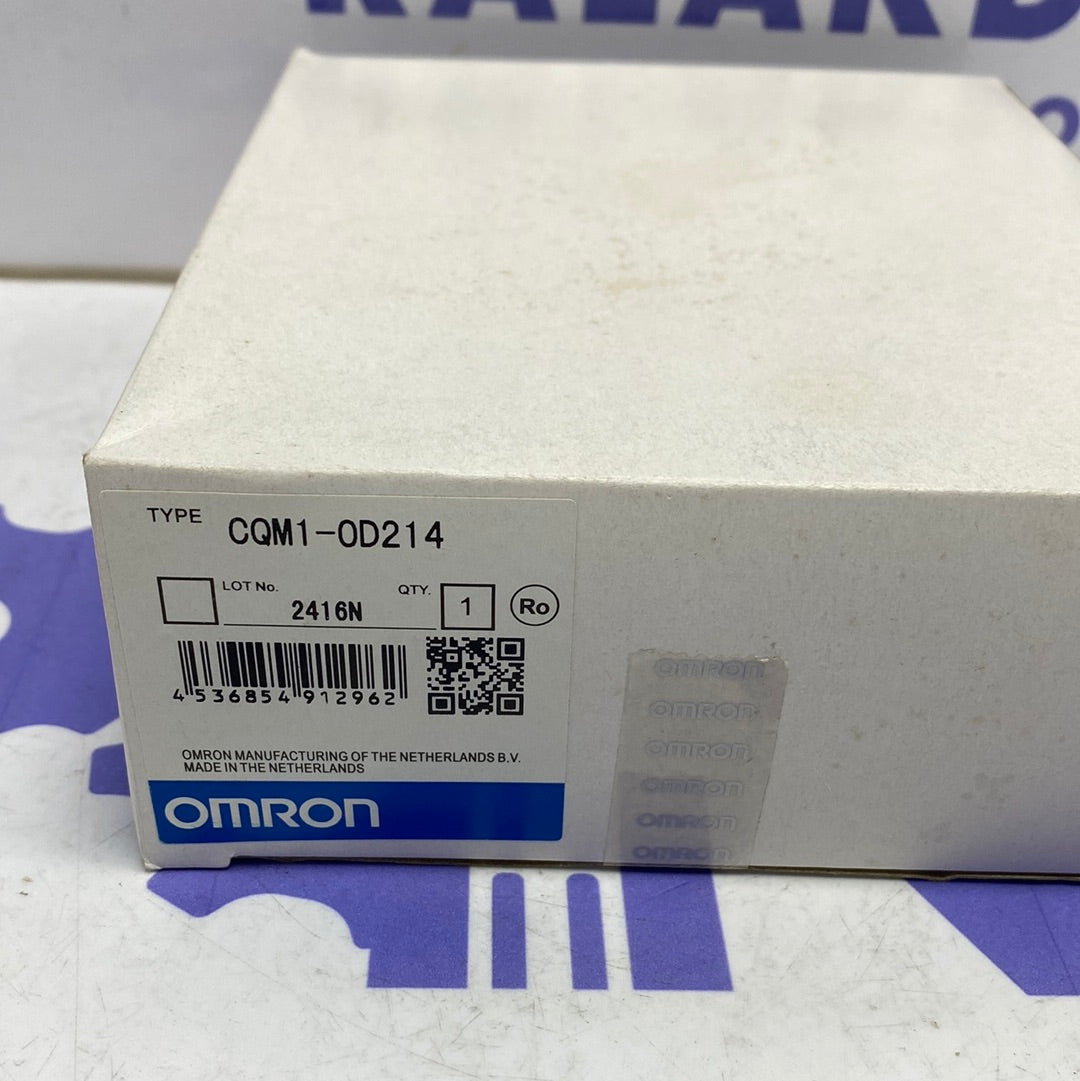 TYPE CQM1-OD214
LOT No. 2416N QTY. 1 Ro
4 536854 912962
OMRON MANUFACTURING OF THE NETHERLANDS B.V.
MADE IN THE NETHERLANDS
OMRON
OMRON
OMRON
OMRON
OMRON
OMRON
OMRON